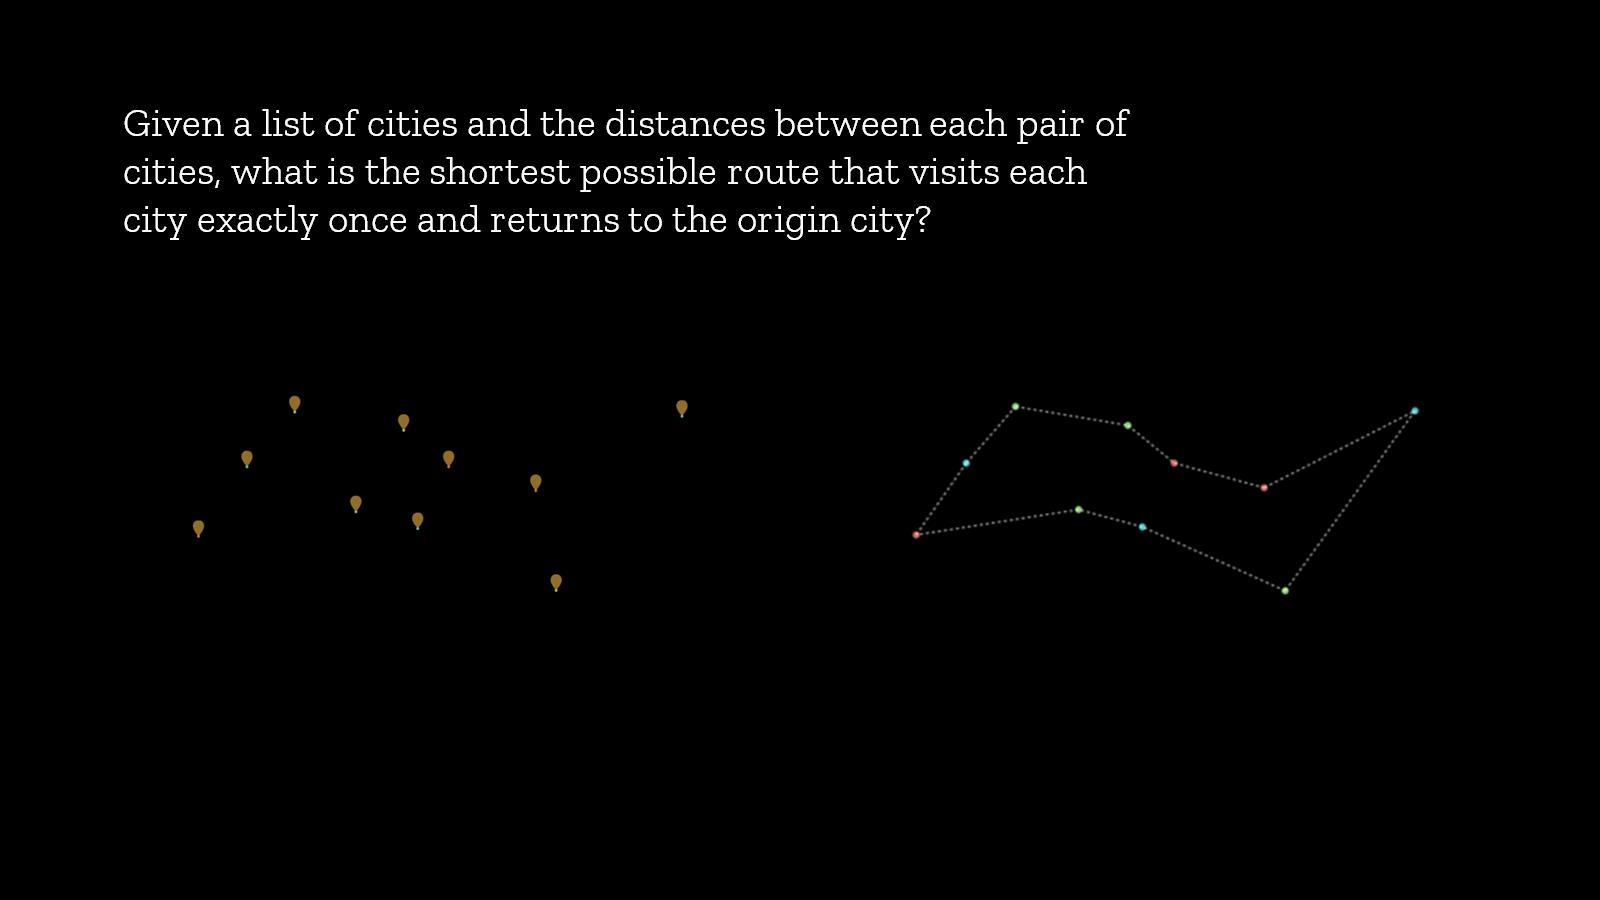 Given a list of cities and the distances between each pair of
cities, what is the shortest possible route that visits each
city exactly once and returns to the origin city?